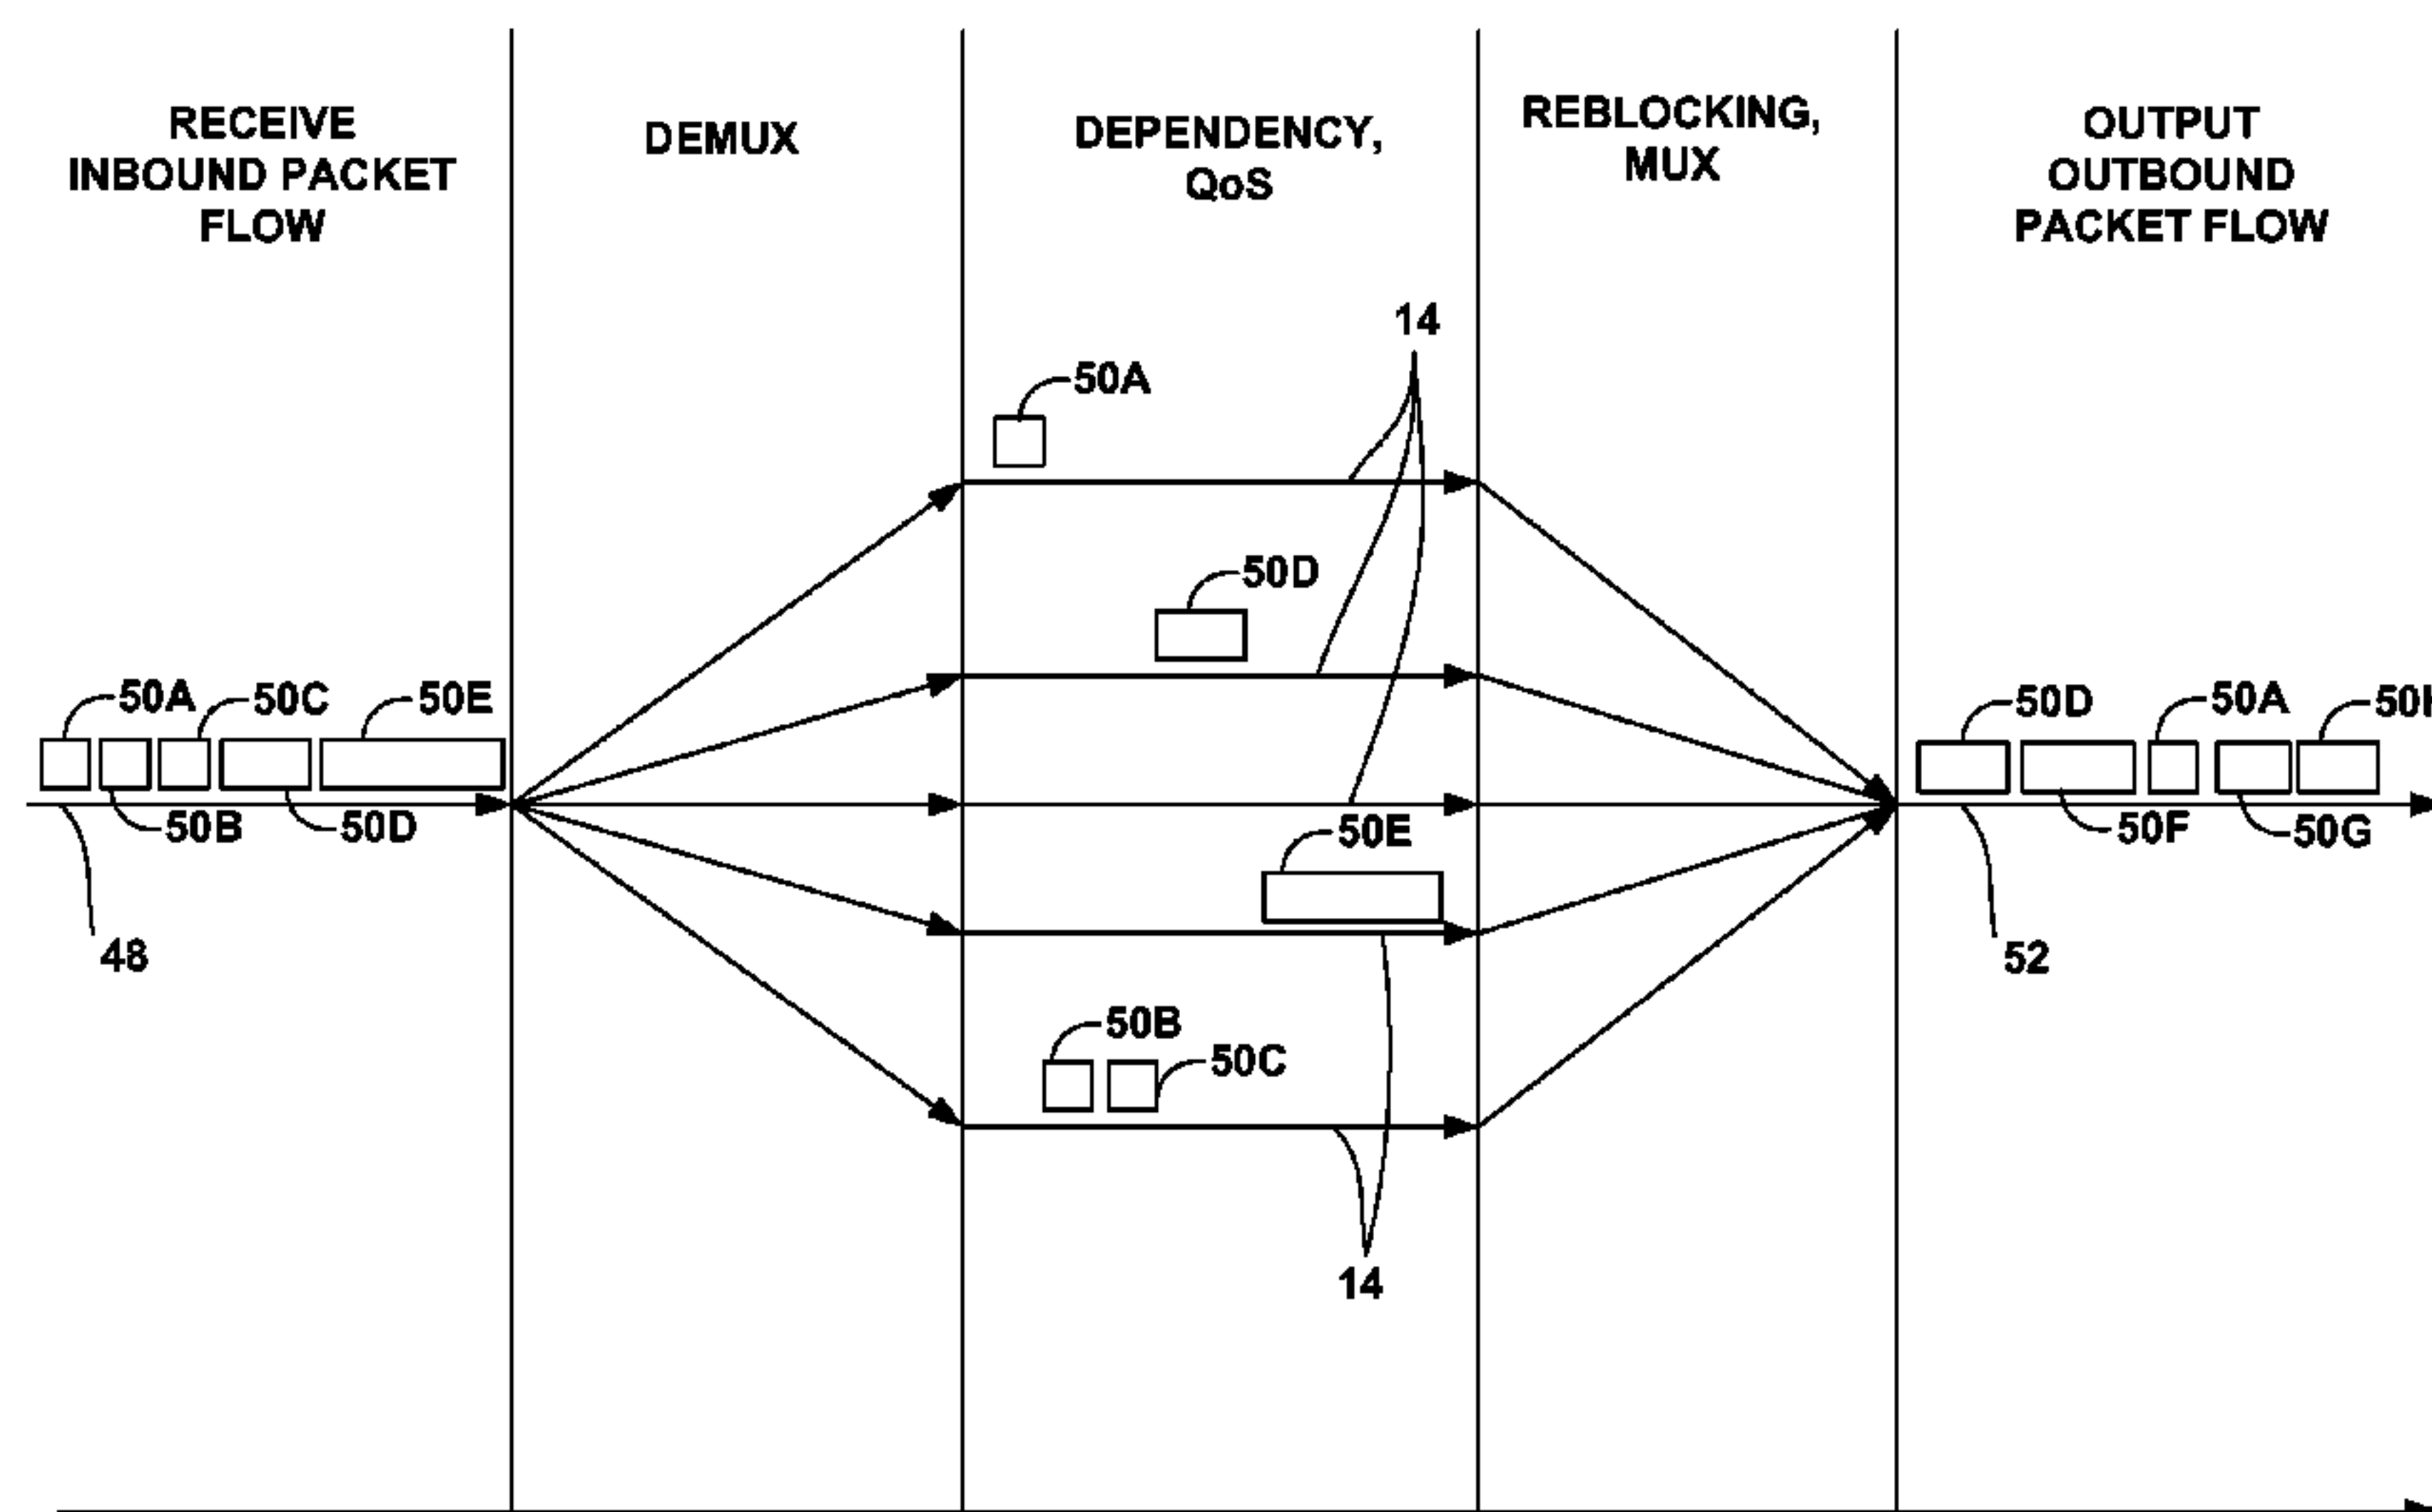 RECEIVE
INBOUND PACKET
FLOW
DEMUX
DEPENDENCY,
QoS
REBLOCKING,
MUX
OUTPUT
OUTBOUND
PACKET FLOW
14
50A
50D
50A
50C
50E
50B
50D
48
50E
50B
50C
14
50D
50A
50F
50G
52